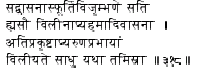 सद्वासनास्फूर्तिविजृम्भणे सति
ह्यसौ विलीनाप्यहमादिवासना ।
अतिप्रकृष्टाप्यरुणप्रभायां
विलीयते साधु यथा तमिस्रा ॥३१८॥